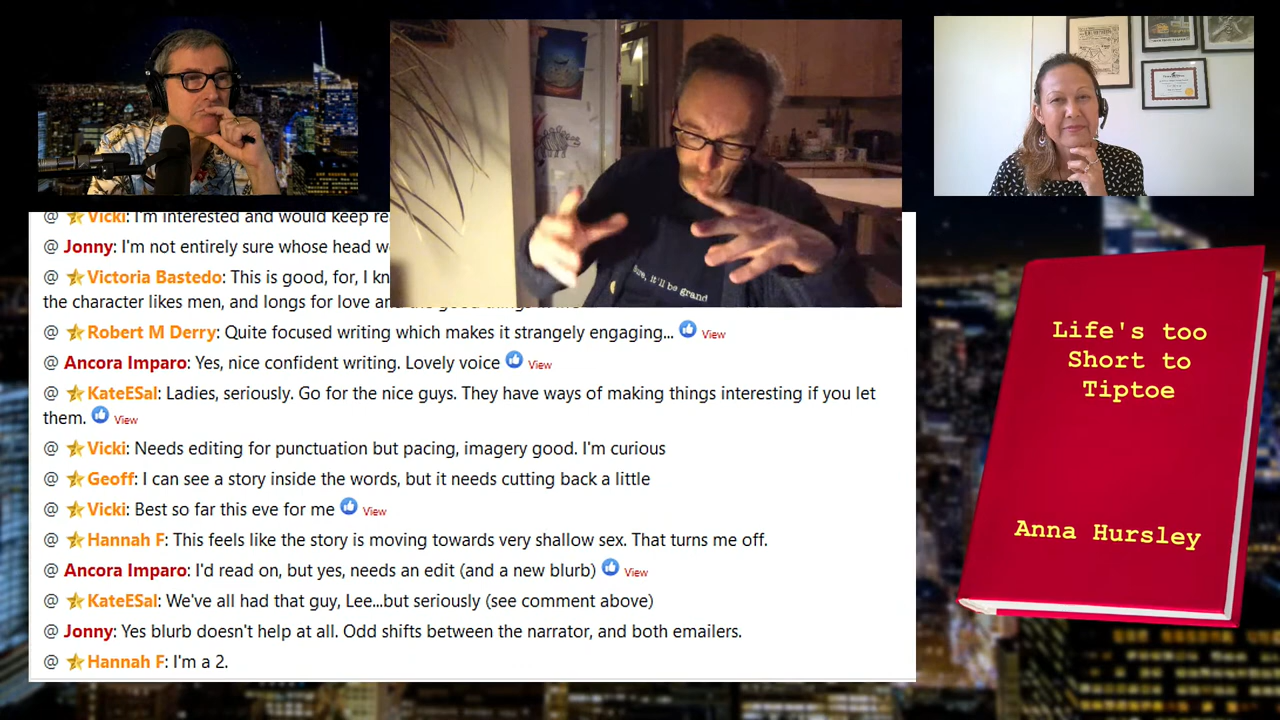 Sure, it'll be grand
@ Vicki: I'm interested and would keep re
@ Jonny: I'm not entirely sure whose head w
@ Victoria Bastedo: This is good, for, I kn
the character likes men, and longs for love an
@ Robert M Derry: Quite focused writing which makes it strangely engaging... View
@ Ancora Imparo: Yes, nice confident writing. Lovely voice View
@ KateESal: Ladies, seriously. Go for the nice guys. They have ways of making things interesting if you let
them. View
@ Vicki: Needs editing for punctuation but pacing, imagery good. I'm curious
@ Geoff: I can see a story inside the words, but it needs cutting back a little
@ Vicki: Best so far this eve for me View
@ Hannah F: This feels like the story is moving towards very shallow sex. That turns me off.
@ Ancora Imparo: I'd read on, but yes, needs an edit (and a new blurb) View
@ KateESal: We've all had that guy, Lee...but seriously (see comment above)
@ Jonny: Yes blurb doesn't help at all. Odd shifts between the narrator, and both emailers.
@ Hannah F: I'm a 2.
Life's too
Short to
Tiptoe
Anna Hursley